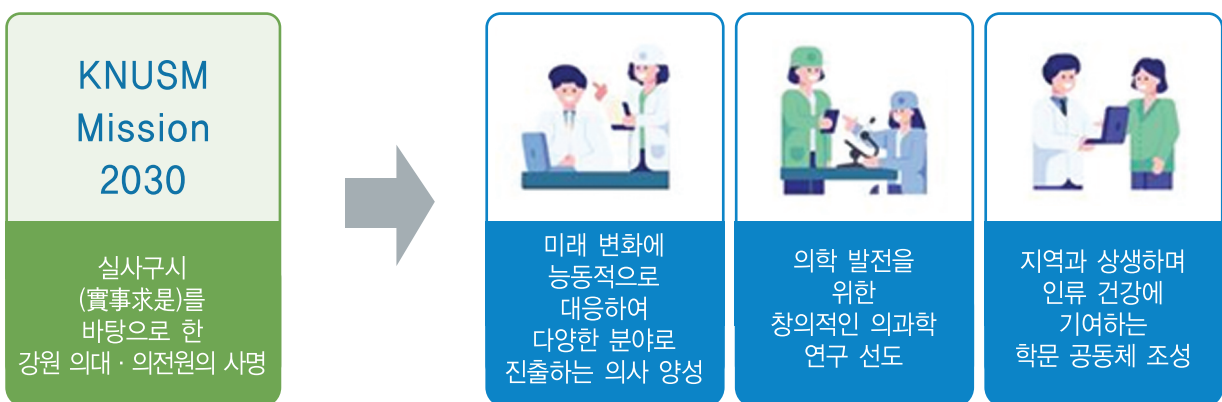 KNUSM
Mission
2030
실사구시
(實事求是)를
바탕으로 한
강원 의대 · 의전원의 사명
미래 변화에
능동적으로
대응하여
다양한 분야로
진출하는 의사 양성
의학 발전을
위한
창의적인 의과학
연구 선도
지역과 상생하며
인류 건강에
기여하는
학문 공동체 조성